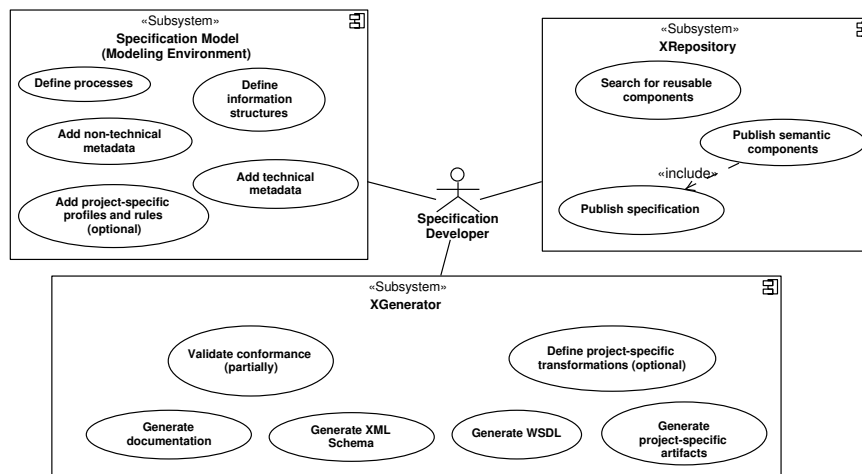 «Subsystem»
Specification Model
(Modeling Environment)
Define processes
Define
information
structures
Add non-technical
metadata
Add technical
metadata
Add project-specific
profiles and rules
(optional)
Specification
Developer
«Subsystem»
XRepository
Search for reusable
components
Publish semantic
components
«include»
Publish specification
«Subsystem»
XGenerator
Validate conformance
(partially)
Define project-specific
transformations (optional)
Generate
documentation
Generate XML
Schema
Generate WSDL
Generate
project-specific
artifacts